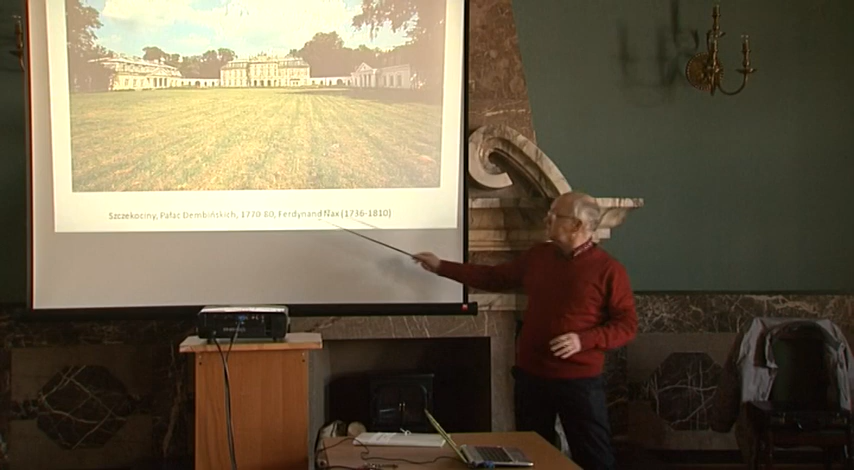 Szczekociny, Pałac Dembińskich, 1770-80, Ferdynand Nax (1736-1810)